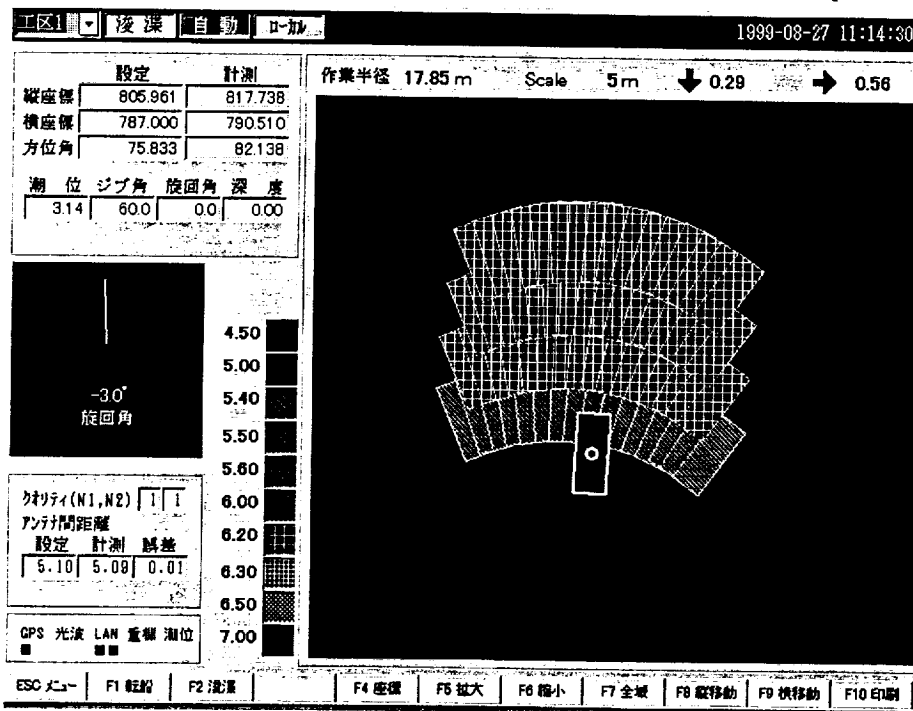 工区1 浚渫 自動 ローカル 1999-08-27 11:14:30
設定 計測
縦座標 805.961 817.738
横座標 787.000 790.510
方位角 75.833 82.138
潮位 ジブ角 旋回角 深度
3.14 60.0 0.0 0.00
作業半径 17.85 m Scale 5 m ↓ 0.29 → 0.56
-3.0°
旋回角
4.50
5.00
5.40
5.50
5.60
6.00
6.20
6.30
6.50
7.00
クオリティ(N1,N2) 1 1
アンテナ間距離
設定 計測 誤差
5.10 5.09 0.01
GPS 光波 LAN 重錘 潮位
ESC メニュー F1 転船 F2 浚渫 F4 座標 F5 拡大 F6 縮小 F7 全域 F8 縦移動 F9 横移動 F10 印刷